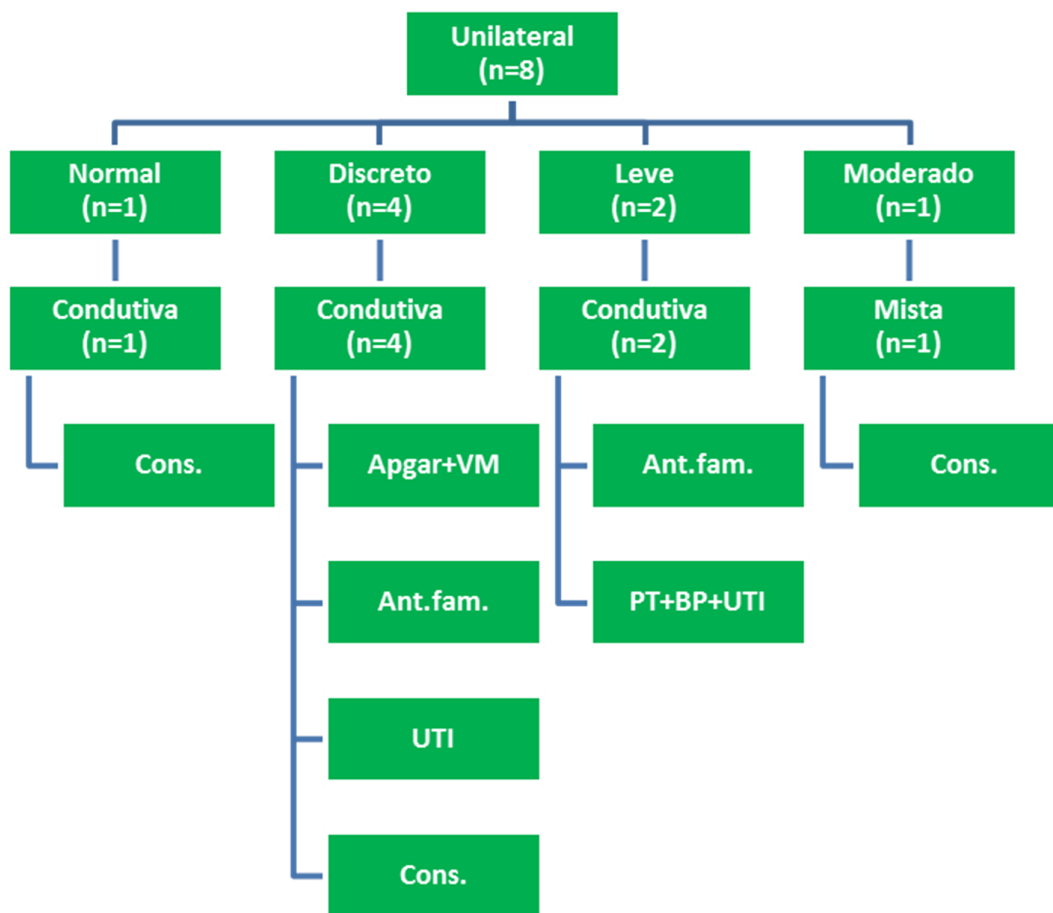 Unilateral
(n=8)
Normal
(n=1)
Discreto
(n=4)
Leve
(n=2)
Moderado
(n=1)
Condutiva
(n=1)
Condutiva
(n=4)
Condutiva
(n=2)
Mista
(n=1)
Cons.
Apgar+VM
Ant.fam.
Cons.
Ant.fam.
PT+BP+UTI
UTI
Cons.